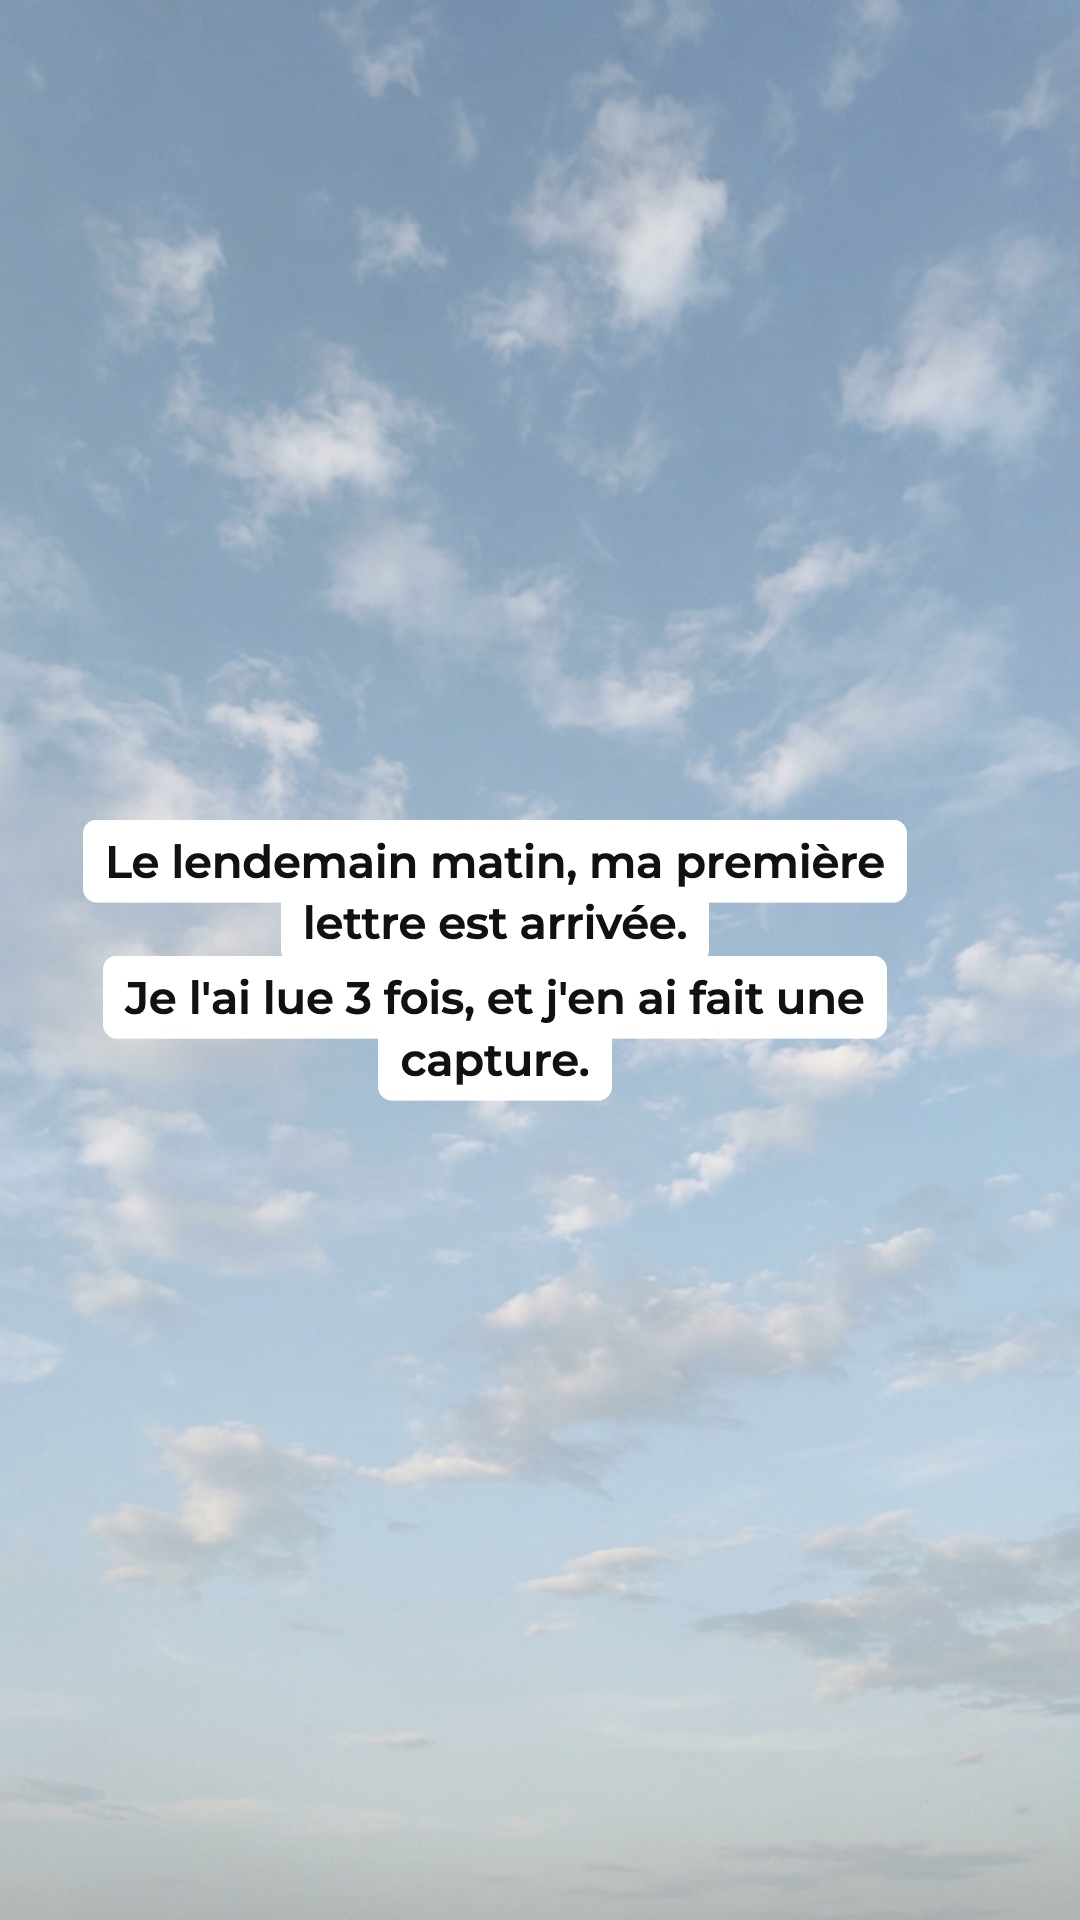 Le lendemain matin, ma première
lettre est arrivée.
Je l'ai lue 3 fois, et j'en ai fait une
capture.